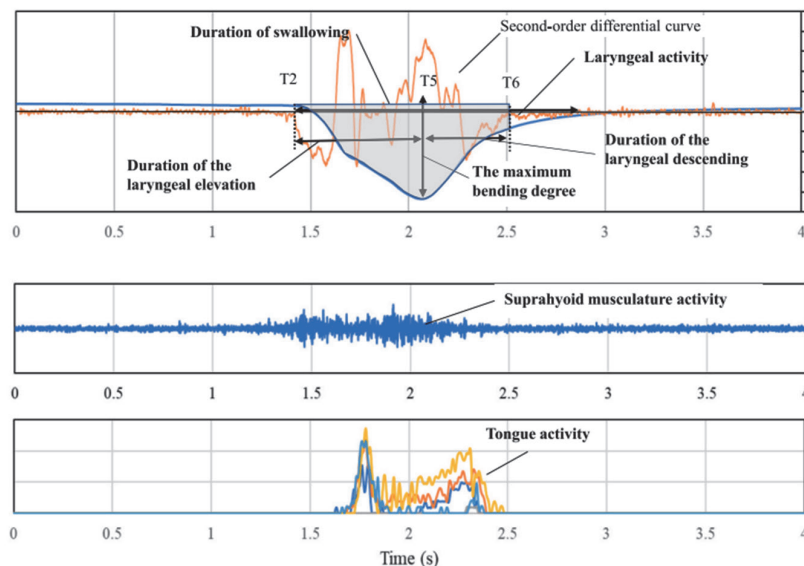 Duration of swallowing
Second-order differential curve
T2
T5
T6
Laryngeal activity
Duration of the
laryngeal elevation
The maximum
bending degree
Duration of the
laryngeal descending
0 0.5 1 1.5 2 2.5 3 3.5 4
Suprahyoid musculature activity
0 0.5 1 1.5 2 2.5 3 3.5 4
Tongue activity
0 0.5 1 1.5 2 2.5 3 3.5 4
Time (s)